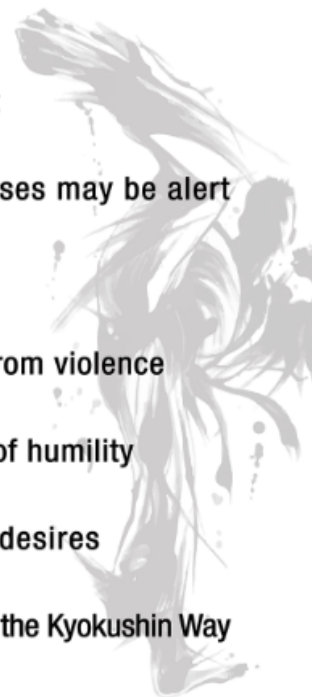 ses may be alert
rom violence
of humility
desires
the Kyokushin Way